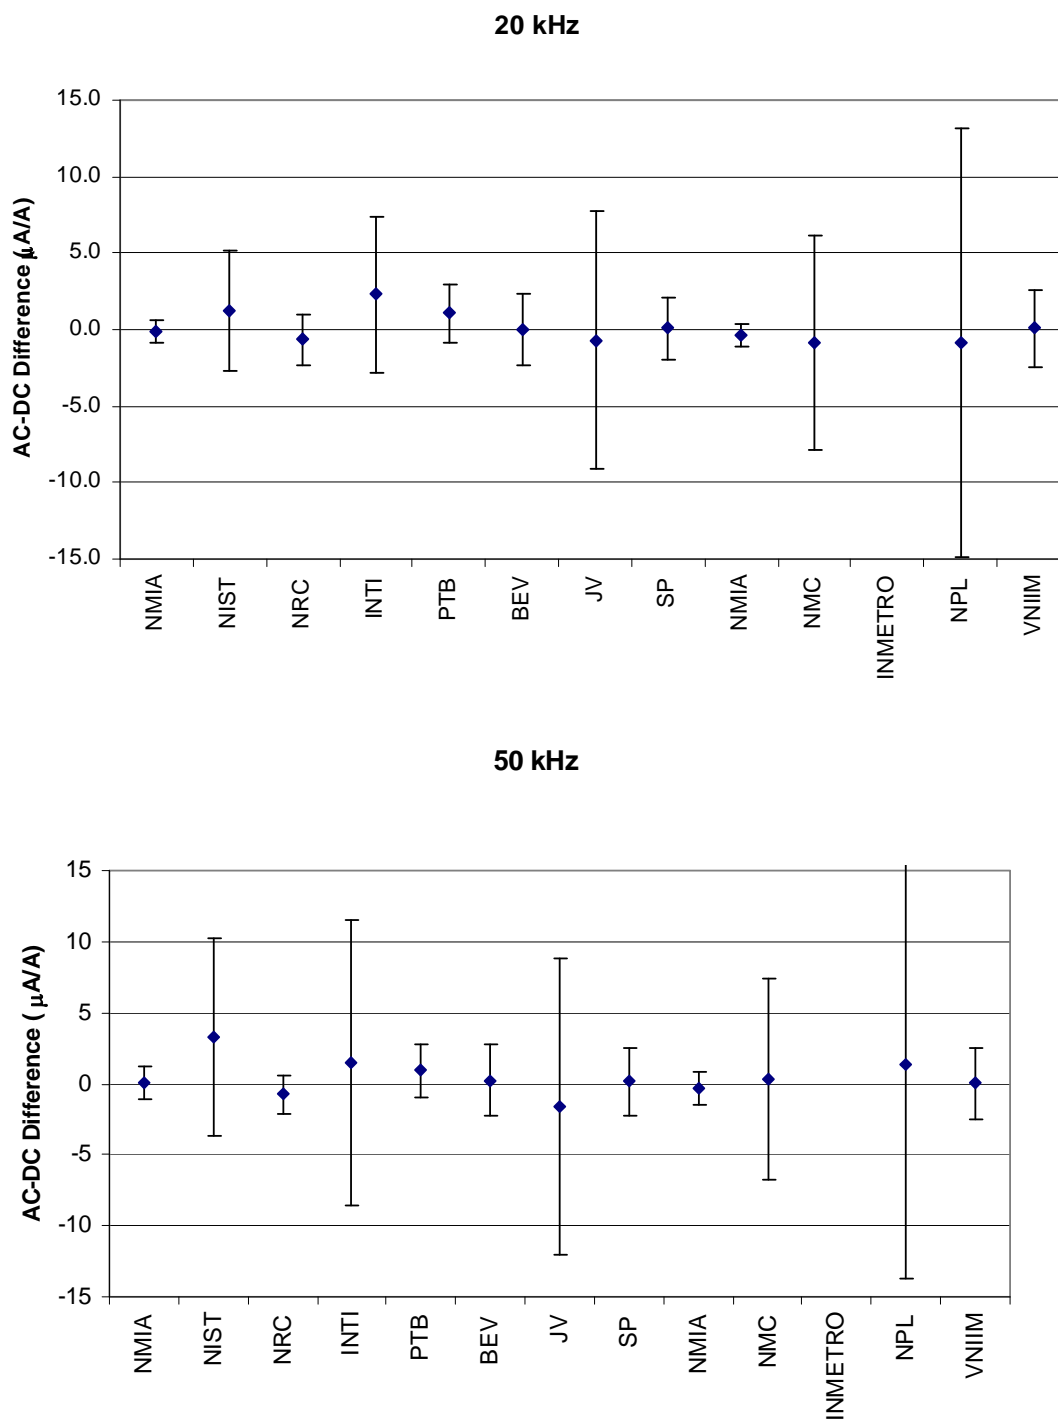 20 kHz
15.0
10.0
5.0
0.0
-5.0
-10.0
-15.0
AC-DC Difference (μA/A)
NMIA
NIST
NRC
INTI
PTB
BEV
JV
SP
NMIA
NMC
INMETRO
NPL
VNIIM
50 kHz
15
10
5
0
-5
-10
-15
AC-DC Difference ( μA/A)
NMIA
NIST
NRC
INTI
PTB
BEV
JV
SP
NMIA
NMC
INMETRO
NPL
VNIIM